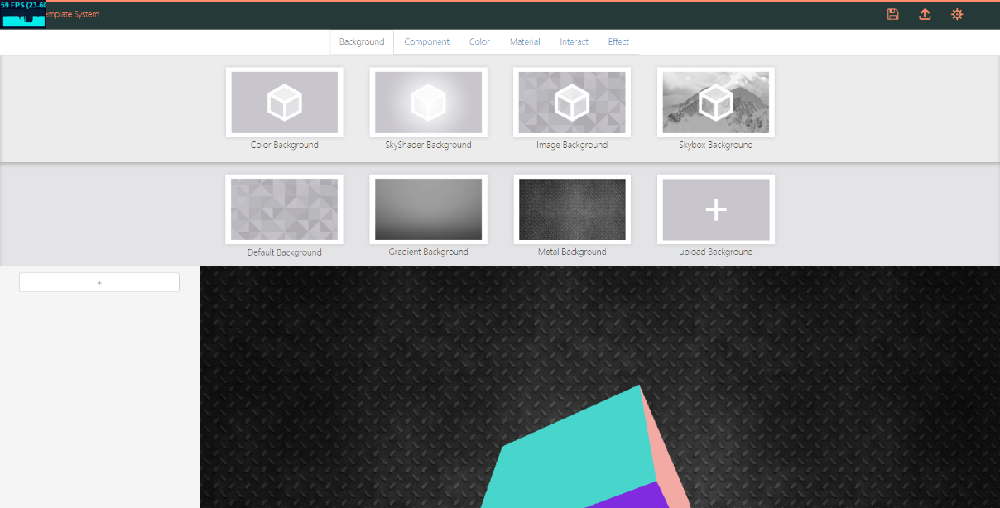 59 FPS (23-60
emplate System
Background Component Color Material Interact Effect
Color Background SkyShader Background Image Background Skybox Background
Default Background Gradient Background Metal Background upload Background
+